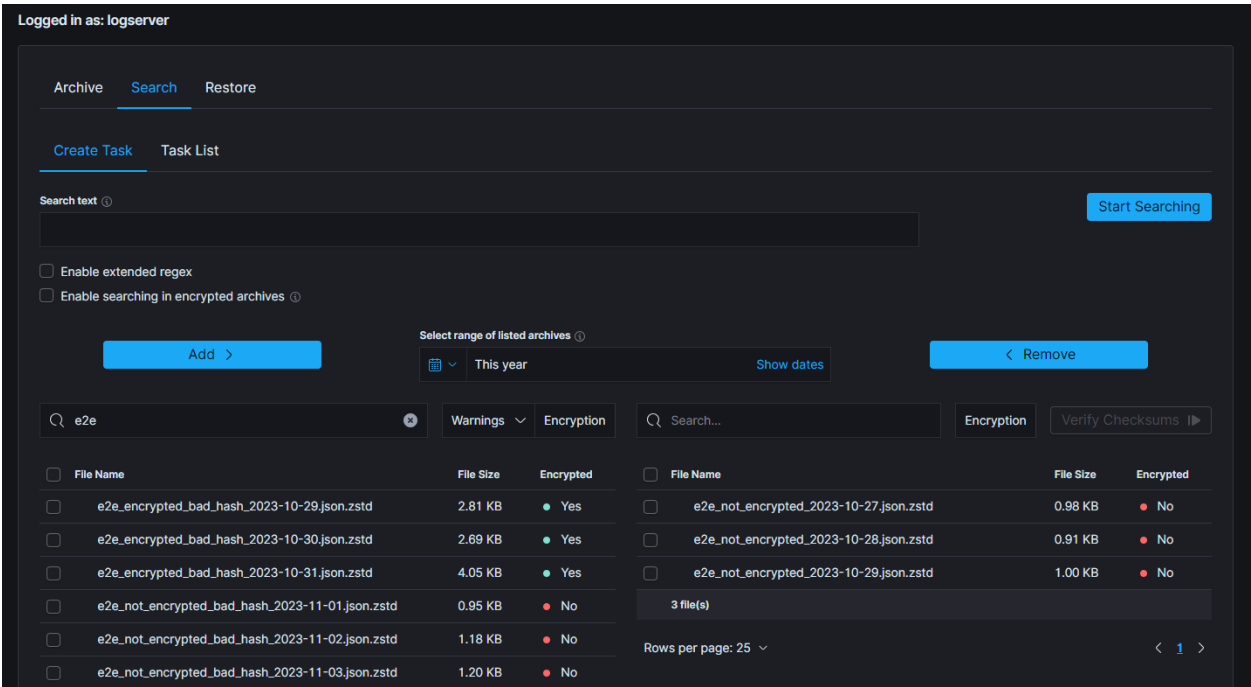 Logged in as: logserver
Archive Search Restore
Create Task Task List
Search text
Start Searching
Enable extended regex
Enable searching in encrypted archives
Select range of listed archives
Add >
This year Show dates
< Remove
e2e Warnings Encryption Search... Encryption Verify Checksums
File Name File Size Encrypted File Name File Size Encrypted
e2e_encrypted_bad_hash_2023-10-29.json.zstd 2.81 KB Yes e2e_not_encrypted_2023-10-27.json.zstd 0.98 KB No
e2e_encrypted_bad_hash_2023-10-30.json.zstd 2.69 KB Yes e2e_not_encrypted_2023-10-28.json.zstd 0.91 KB No
e2e_encrypted_bad_hash_2023-10-31.json.zstd 4.05 KB Yes e2e_not_encrypted_2023-10-29.json.zstd 1.00 KB No
e2e_not_encrypted_bad_hash_2023-11-01.json.zstd 0.95 KB No 3 file(s)
e2e_not_encrypted_bad_hash_2023-11-02.json.zstd 1.18 KB No Rows per page: 25 < 1 >
e2e_not_encrypted_bad_hash_2023-11-03.json.zstd 1.20 KB No